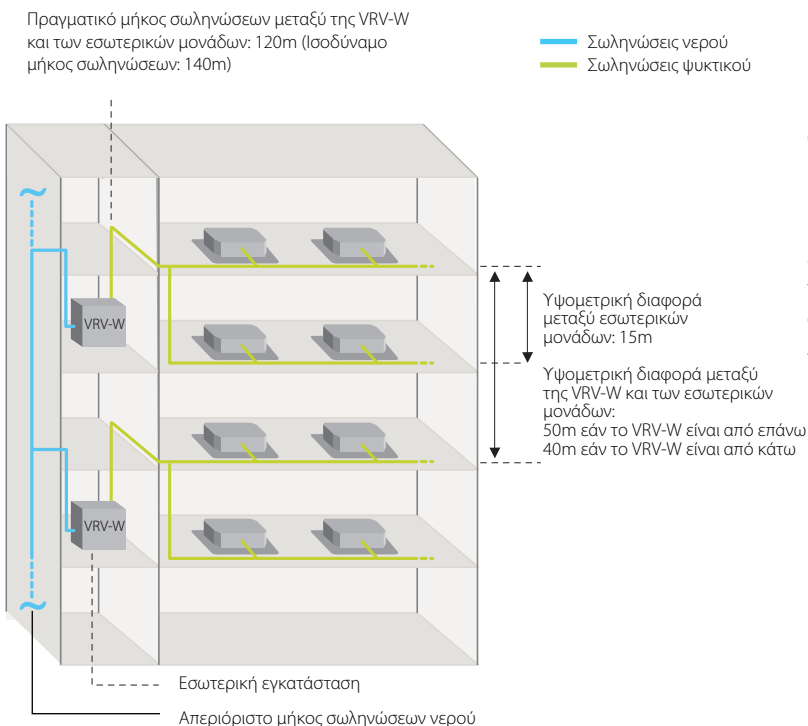 Πραγματικό μήκος σωληνώσεων μεταξύ της VRV-W
και των εσωτερικών μονάδων: 120m (Ισοδύναμο
μήκος σωληνώσεων: 140m)
Σωληνώσεις νερού
Σωληνώσεις ψυκτικού
VRV-W
Υψομετρική διαφορά
μεταξύ εσωτερικών
μονάδων: 15m
Υψομετρική διαφορά μεταξύ
της VRV-W και των εσωτερικών
μονάδων:
50m εάν το VRV-W είναι από επάνω
40m εάν το VRV-W είναι από κάτω
VRV-W
Εσωτερική εγκατάσταση
Απεριόριστο μήκος σωληνώσεων νερού